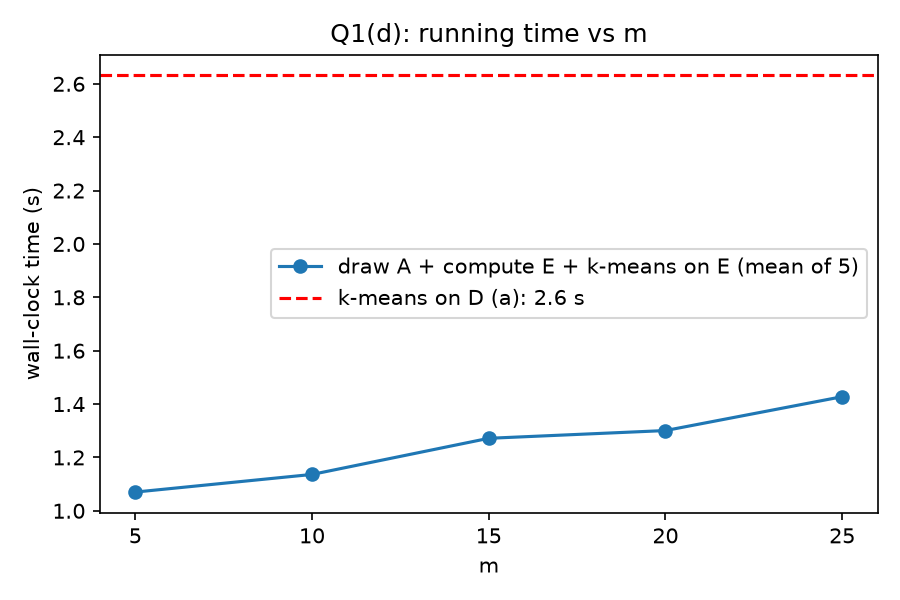 Q1(d): running time vs m
wall-clock time (s)
2.6
2.4
2.2
2.0
1.8
1.6
1.4
1.2
1.0
draw A + compute E + k-means on E (mean of 5)
k-means on D (a): 2.6 s
5 10 15 20 25
m